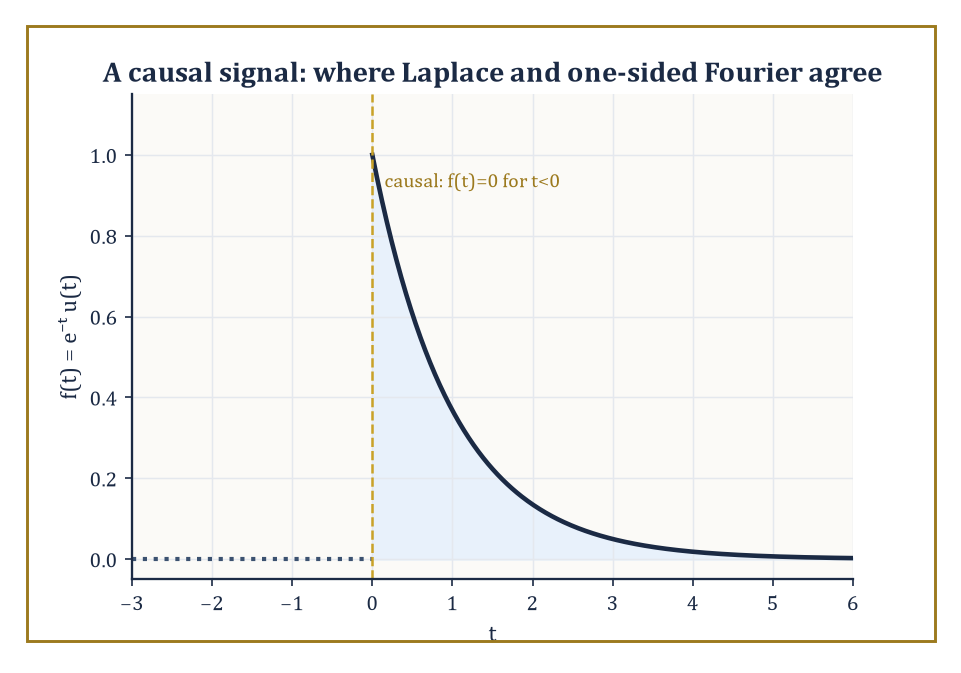 A causal signal: where Laplace and one-sided Fourier agree
f(t) = e⁻ᵗ u(t)
1.0
0.8
0.6
0.4
0.2
0.0
causal: f(t)=0 for t<0
−3 −2 −1 0 1 2 3 4 5 6
t